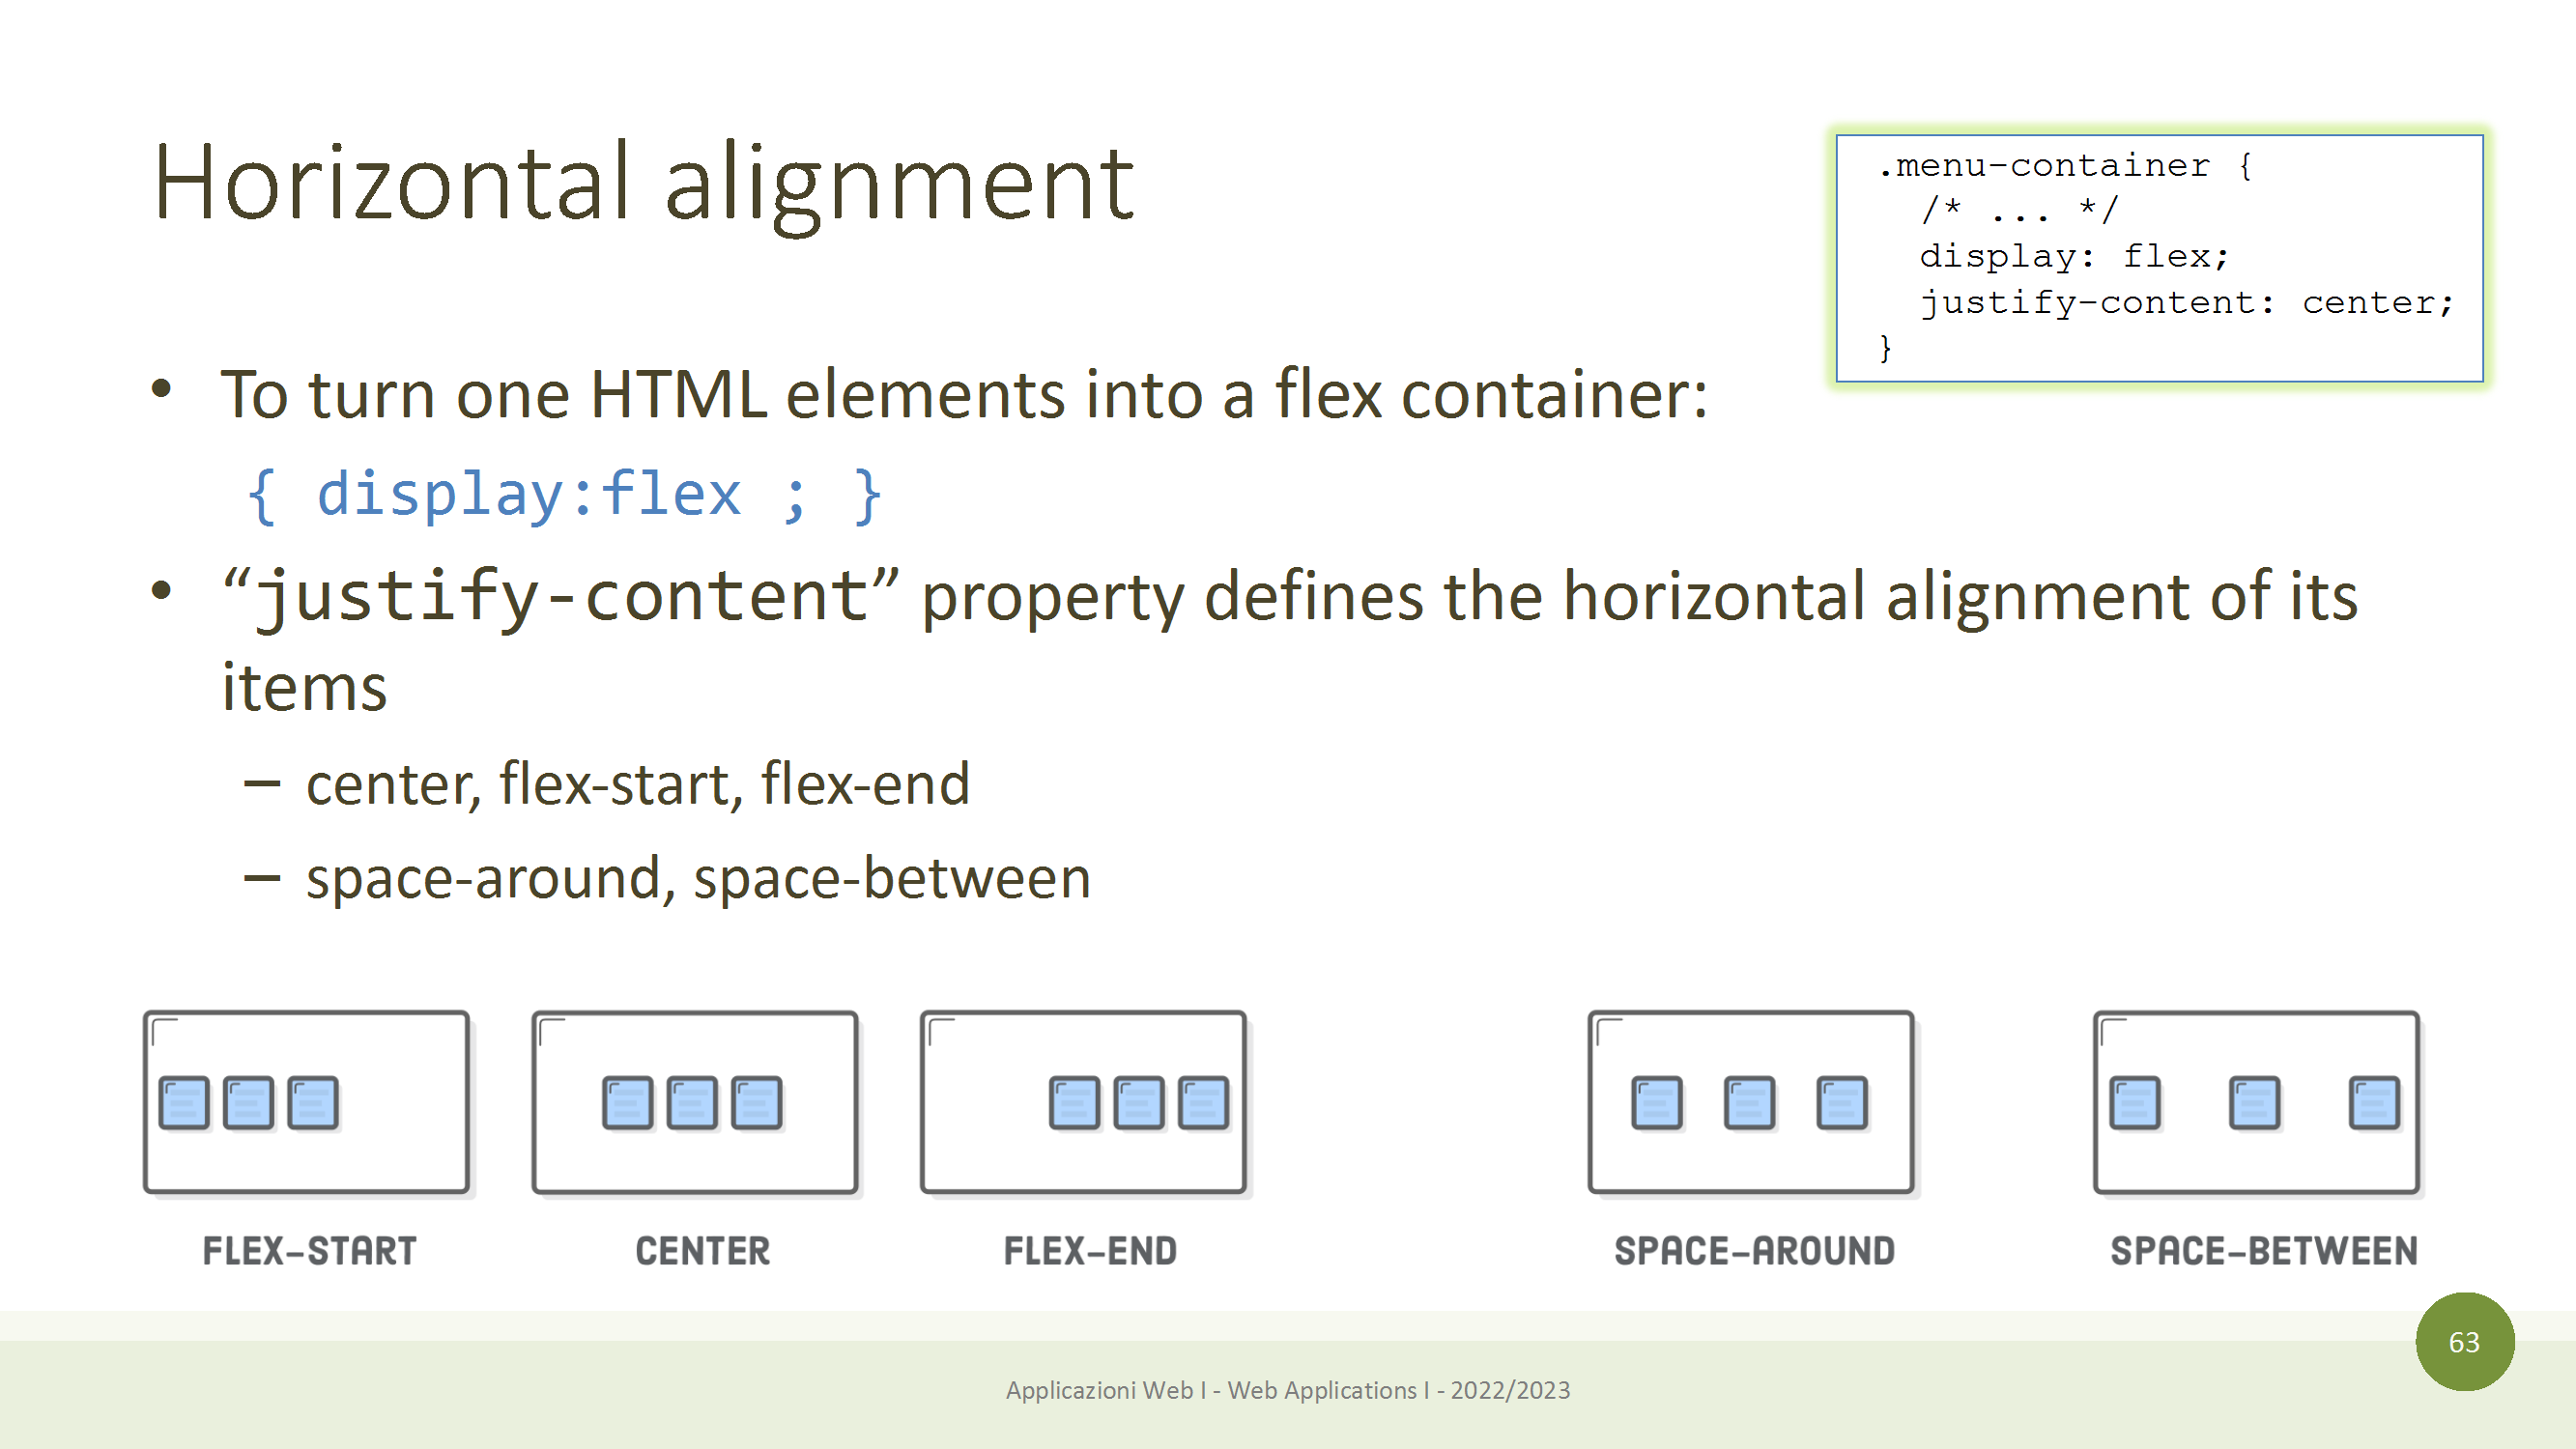 Horizontal alignment
.menu-container {
/* ... */
display: flex;
justify-content: center;
}
• To turn one HTML elements into a flex container:
{ display:flex ; }
• “justify-content” property defines the horizontal alignment of its
items
– center, flex-start, flex-end
– space-around, space-between
FLEX-START CENTER FLEX-END SPACE-AROUND SPACE-BETWEEN
63
Applicazioni Web I - Web Applications I - 2022/2023